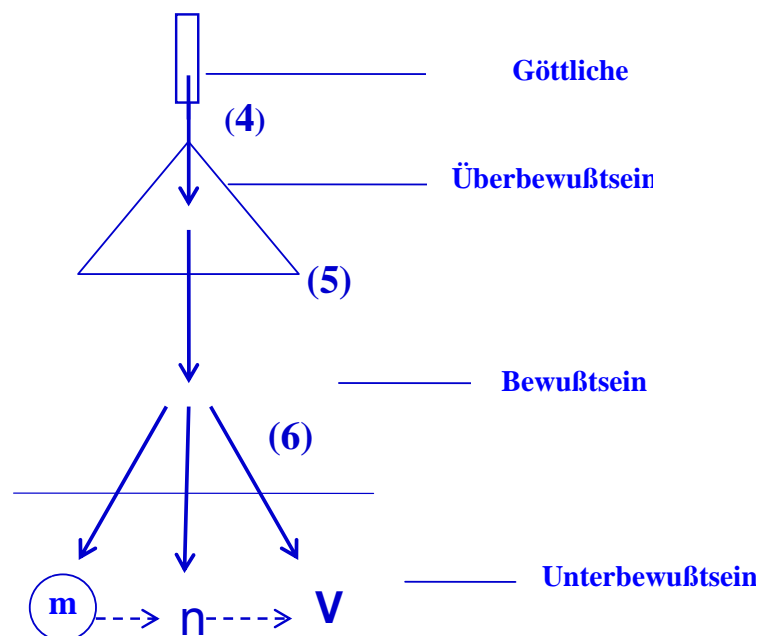 Göttliche
(4)
Überbewußtsein
(5)
Bewußtsein
(6)
Unterbewußtsein
m n V